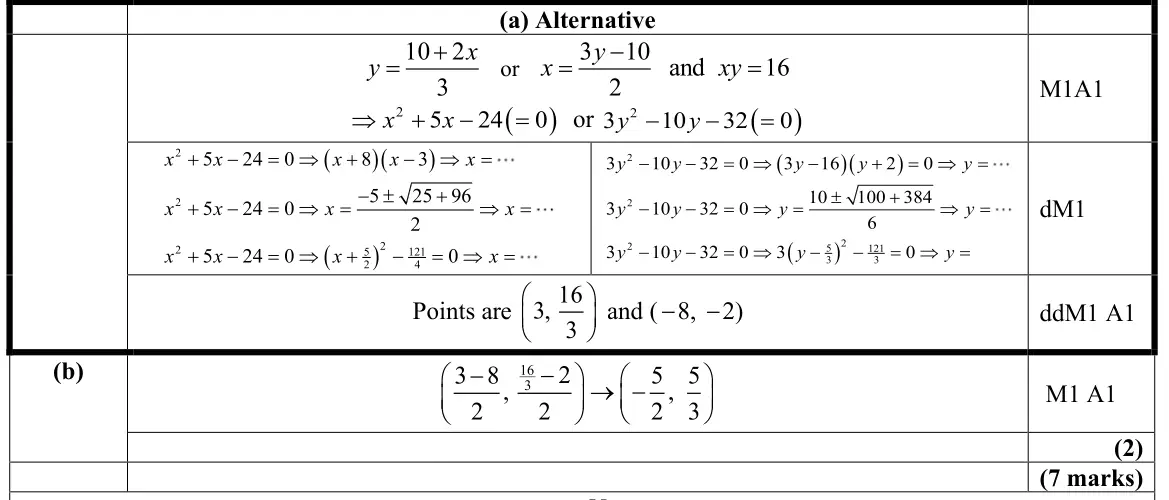 (a) Alternative
y = (10 + 2x)/3 or x = (3y − 10)/2 and xy = 16
⇒ x² + 5x − 24 (= 0) or 3y² − 10y − 32 (= 0)
M1A1
x² + 5x − 24 = 0 ⇒ (x + 8)(x − 3) ⇒ x = ⋯
x² + 5x − 24 = 0 ⇒ x = (−5 ± √(25 + 96))/2 ⇒ x = ⋯
x² + 5x − 24 = 0 ⇒ (x + 5/2)² − 121/4 = 0 ⇒ x = ⋯
3y² − 10y − 32 = 0 ⇒ (3y − 16)(y + 2) = 0 ⇒ y = ⋯
3y² − 10y − 32 = 0 ⇒ y = (10 ± √(100 + 384))/6 ⇒ y = ⋯
3y² − 10y − 32 = 0 ⇒ 3(y − 5/3)² − 121/3 = 0 ⇒ y =
dM1
Points are (3, 16/3) and (−8, −2)
ddM1 A1
(b)
((3 − 8)/2, (16/3 − 2)/2) → (−5/2, 5/3)
M1 A1
(2)
(7 marks)